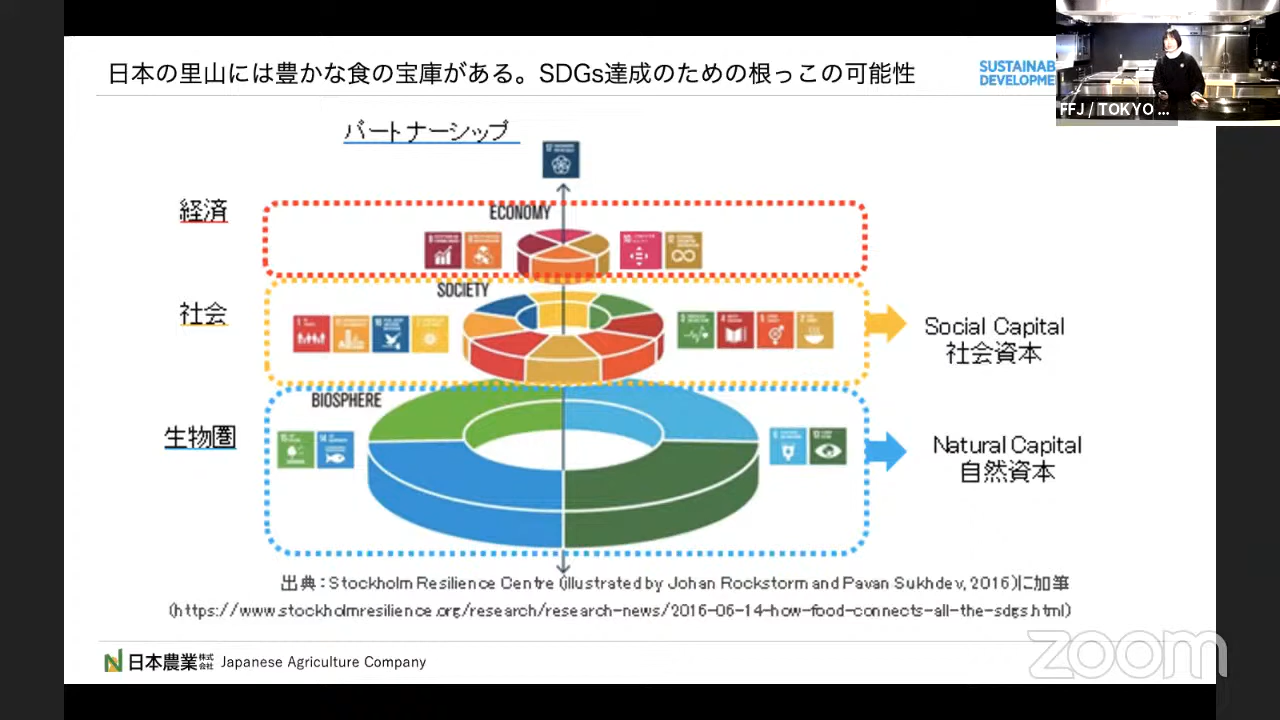 日本の里山には豊かな食の宝庫がある。SDGs達成のための根っこの可能性
SUSTAINAB
DEVELOPME
FFJ / TOKYO ...
パートナーシップ
経済
ECONOMY
社会
SOCIETY
Social Capital
社会資本
生物圏
BIOSPHERE
Natural Capital
自然資本
出典：Stockholm Resilience Centre (illustrated by Johan Rockstorm and Pavan Sukhdev, 2016)に加筆
(https://www.stockholmresilience.org/research/research-news/2016-06-14-how-food-connects-all-the-sdgs.html)
日本農業株式会社 Japanese Agriculture Company
zoom